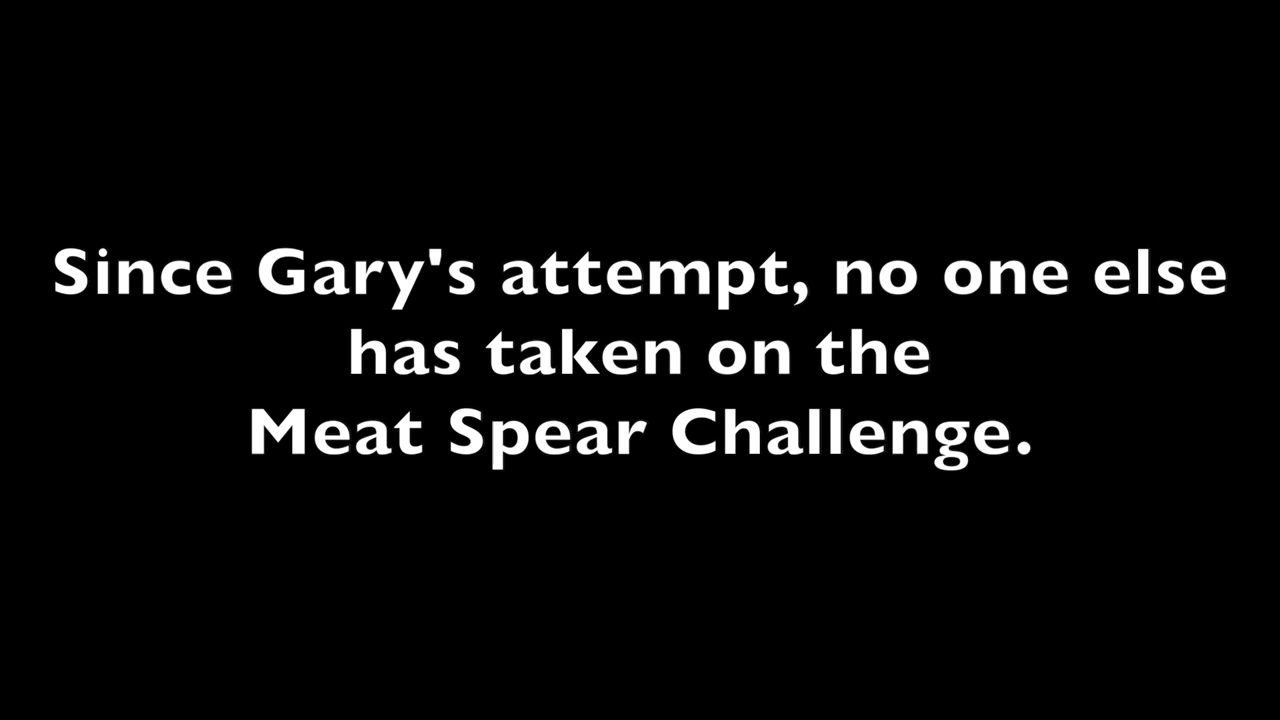 Since Gary's attempt, no one else
has taken on the
Meat Spear Challenge.